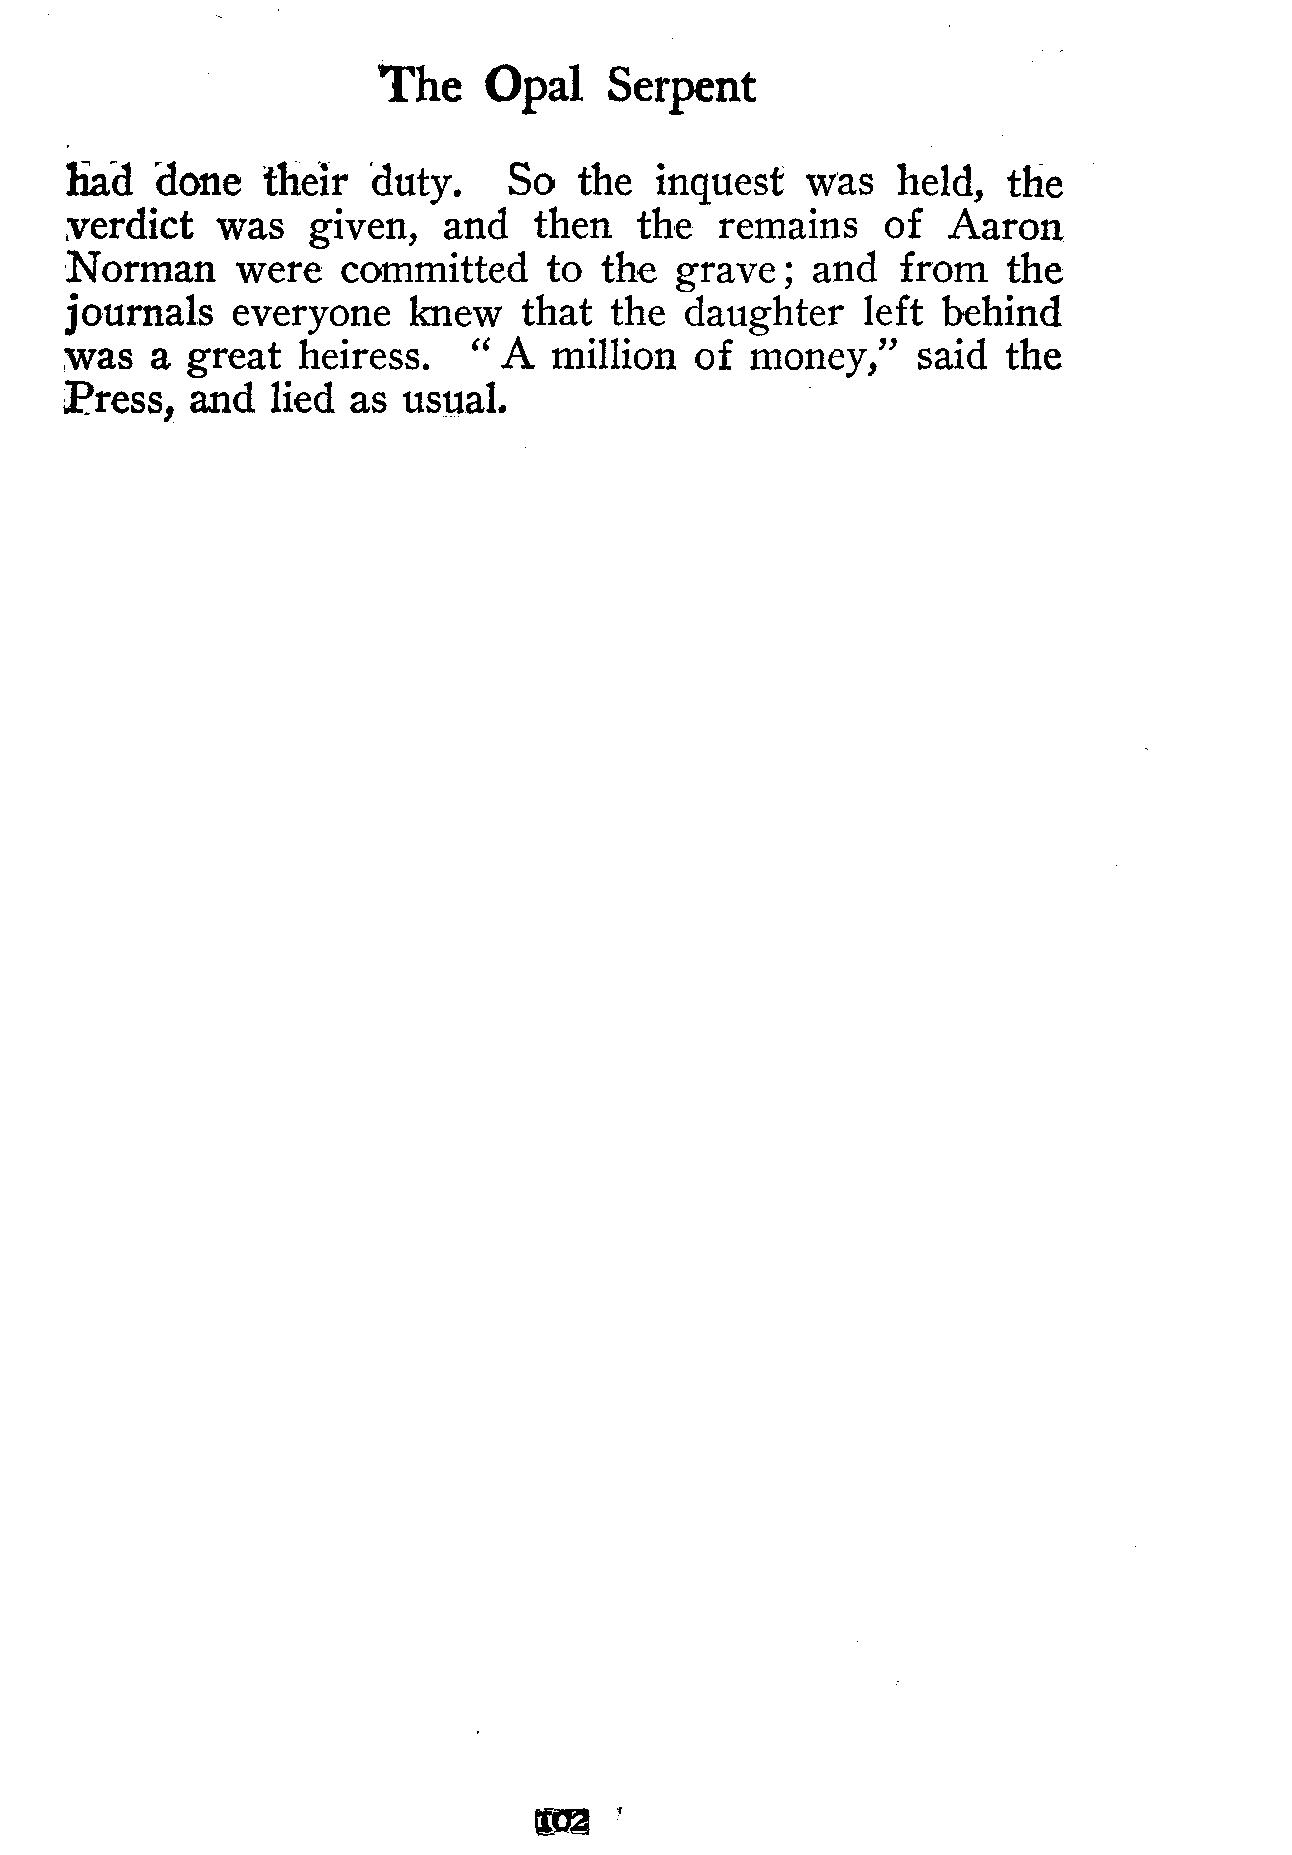 The Opal Serpent
had done their duty. So the inquest was held, the
verdict was given, and then the remains of Aaron
Norman were committed to the grave; and from the
journals everyone knew that the daughter left behind
was a great heiress. “A million of money,” said the
Press, and lied as usual.
102